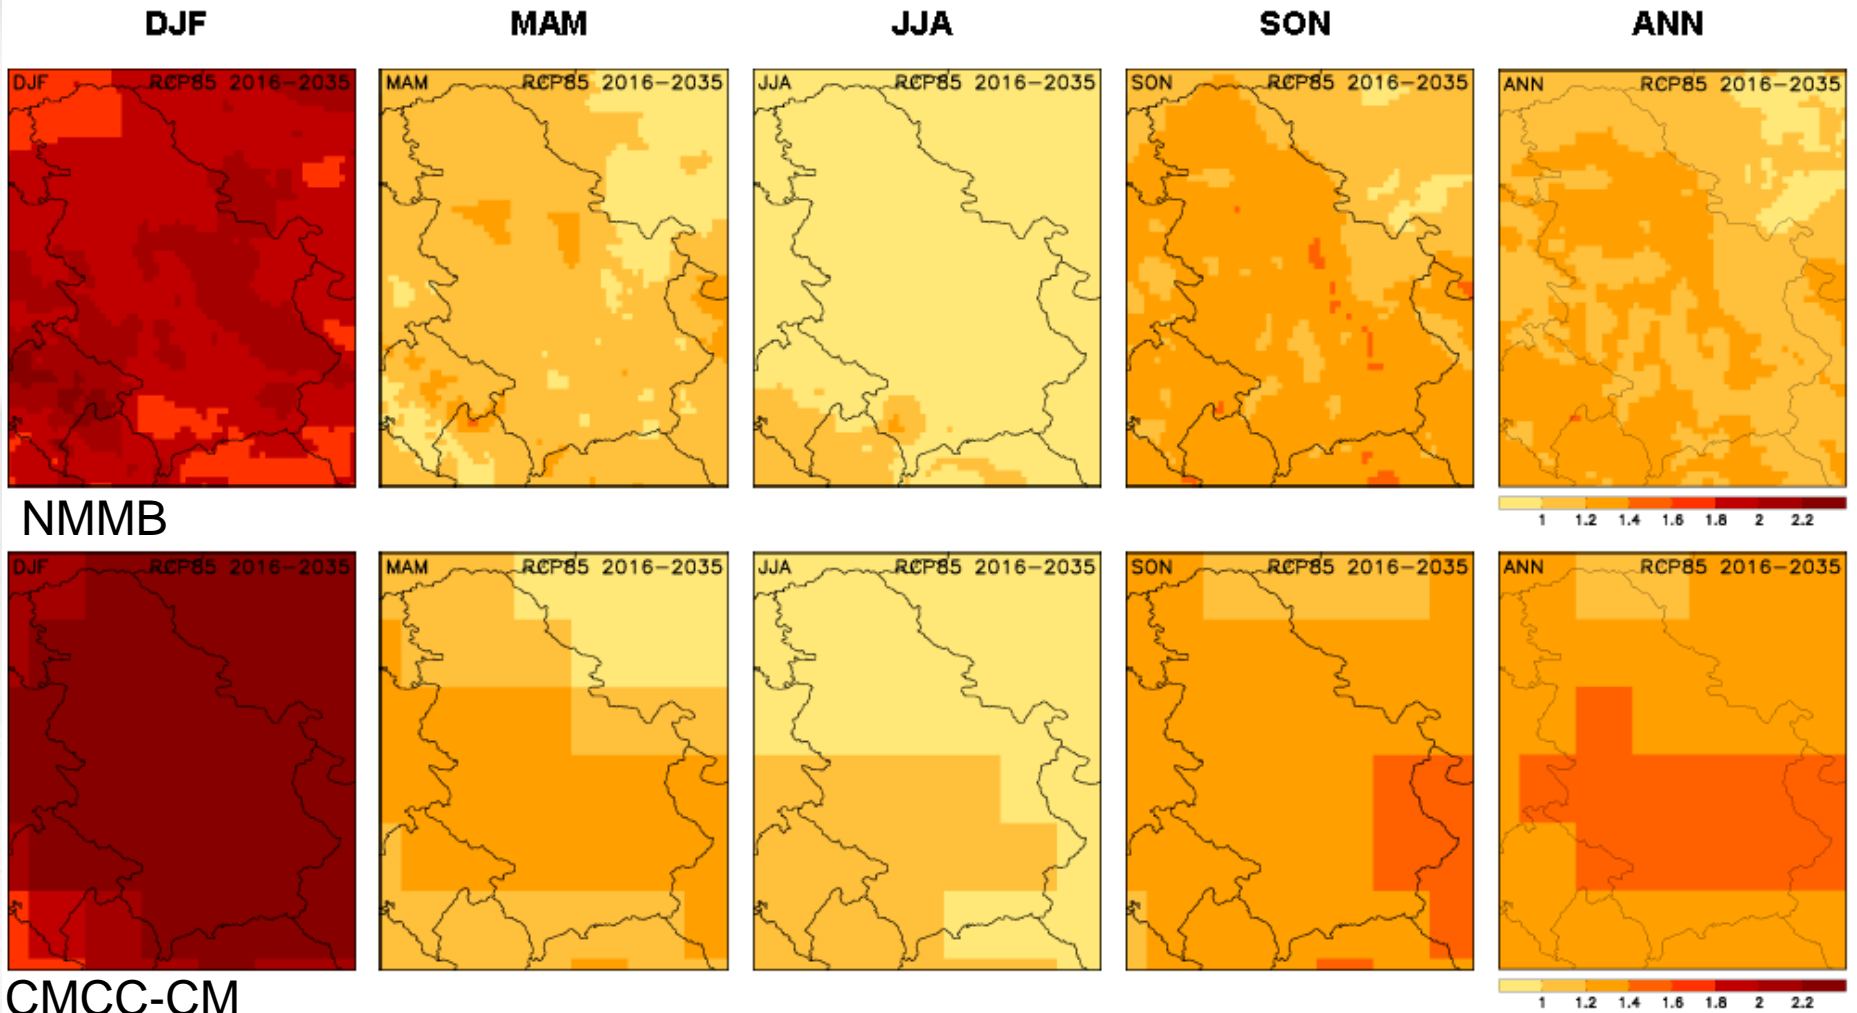 DJF MAM JJA SON ANN
DJF RCP85 2016-2035
MAM RCP85 2016-2035
JJA RCP85 2016-2035
SON RCP85 2016-2035
ANN RCP85 2016-2035
NMMB
1 1.2 1.4 1.6 1.8 2 2.2
DJF RCP85 2016-2035
MAM RCP85 2016-2035
JJA RCP85 2016-2035
SON RCP85 2016-2035
ANN RCP85 2016-2035
CMCC-CM
1 1.2 1.4 1.6 1.8 2 2.2